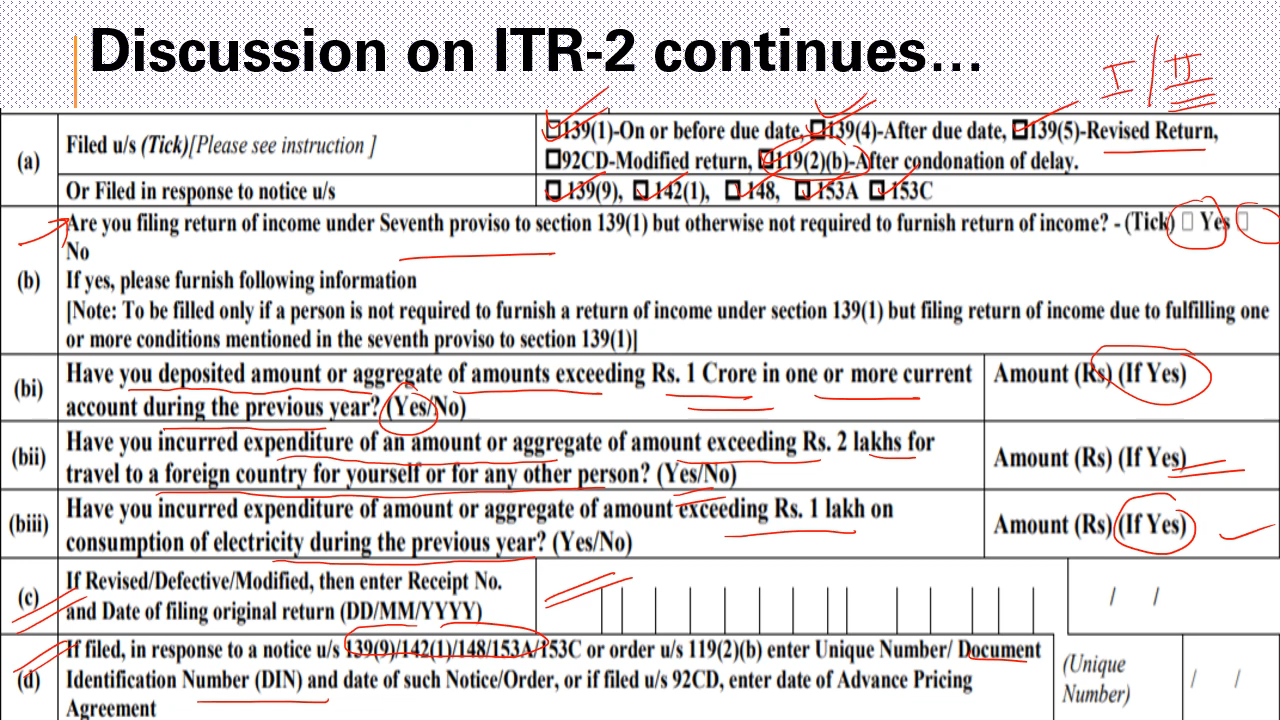 Discussion on ITR-2 continues...
I/II
(a)
Filed u/s (Tick)[Please see instruction ]
☐139(1)-On or before due date, ☐139(4)-After due date, ☐139(5)-Revised Return,
☐92CD-Modified return, ☐119(2)(b)-After condonation of delay.
Or Filed in response to notice u/s
☐ 139(9), ☐ 142(1), ☐ 148, ☐ 153A ☐ 153C
(b)
Are you filing return of income under Seventh proviso to section 139(1) but otherwise not required to furnish return of income? - (Tick) ☐ Yes ☐
No
If yes, please furnish following information
[Note: To be filled only if a person is not required to furnish a return of income under section 139(1) but filing return of income due to fulfilling one
or more conditions mentioned in the seventh proviso to section 139(1)]
(bi)
Have you deposited amount or aggregate of amounts exceeding Rs. 1 Crore in one or more current
account during the previous year? (Yes/No)
Amount (Rs) (If Yes)
(bii)
Have you incurred expenditure of an amount or aggregate of amount exceeding Rs. 2 lakhs for
travel to a foreign country for yourself or for any other person? (Yes/No)
Amount (Rs) (If Yes)
(biii)
Have you incurred expenditure of amount or aggregate of amount exceeding Rs. 1 lakh on
consumption of electricity during the previous year? (Yes/No)
Amount (Rs) (If Yes)
(c)
If Revised/Defective/Modified, then enter Receipt No.
and Date of filing original return (DD/MM/YYYY)
/ /
(d)
If filed, in response to a notice u/s 139(9)/142(1)/148/153A/153C or order u/s 119(2)(b) enter Unique Number/ Document
Identification Number (DIN) and date of such Notice/Order, or if filed u/s 92CD, enter date of Advance Pricing
Agreement
(Unique
Number)
/ /